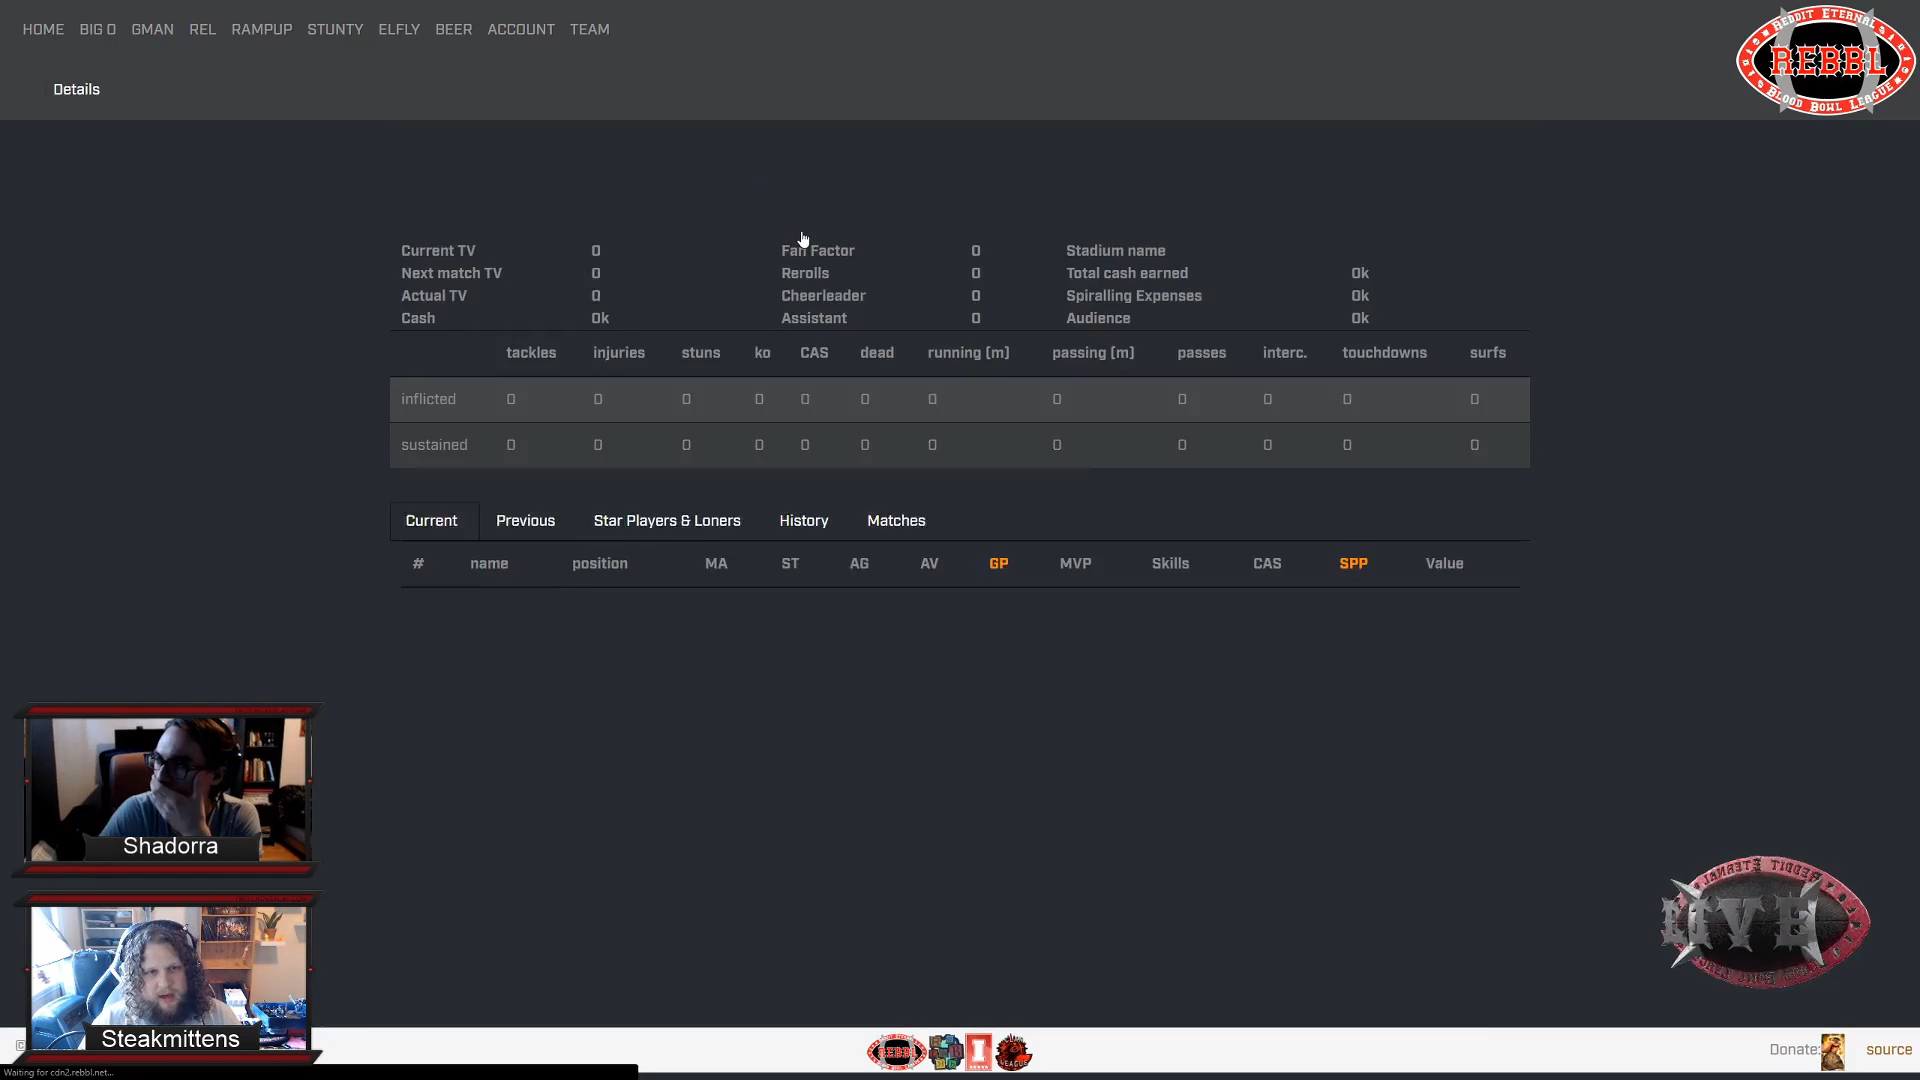 HOME BIG O GMAN REL RAMPUP STUNTY ELFLY BEER ACCOUNT TEAM
Details
REDDIT ETERNAL
REBBL
BLOOD BOWL LEAGUE
Current TV 0 Fan Factor 0 Stadium name
Next match TV 0 Rerolls 0 Total cash earned 0k
Actual TV 0 Cheerleader 0 Spiralling Expenses 0k
Cash 0k Assistant 0 Audience 0k
tackles injuries stuns ko CAS dead running (m) passing (m) passes interc. touchdowns surfs
inflicted 0 0 0 0 0 0 0 0 0 0 0 0
sustained 0 0 0 0 0 0 0 0 0 0 0 0
Current Previous Star Players & Loners History Matches
# name position MA ST AG AV GP MVP Skills CAS SPP Value
Shadorra
Steakmittens
LIVE
REBBL
Donate:
source
Waiting for cdn2.rebbl.net...